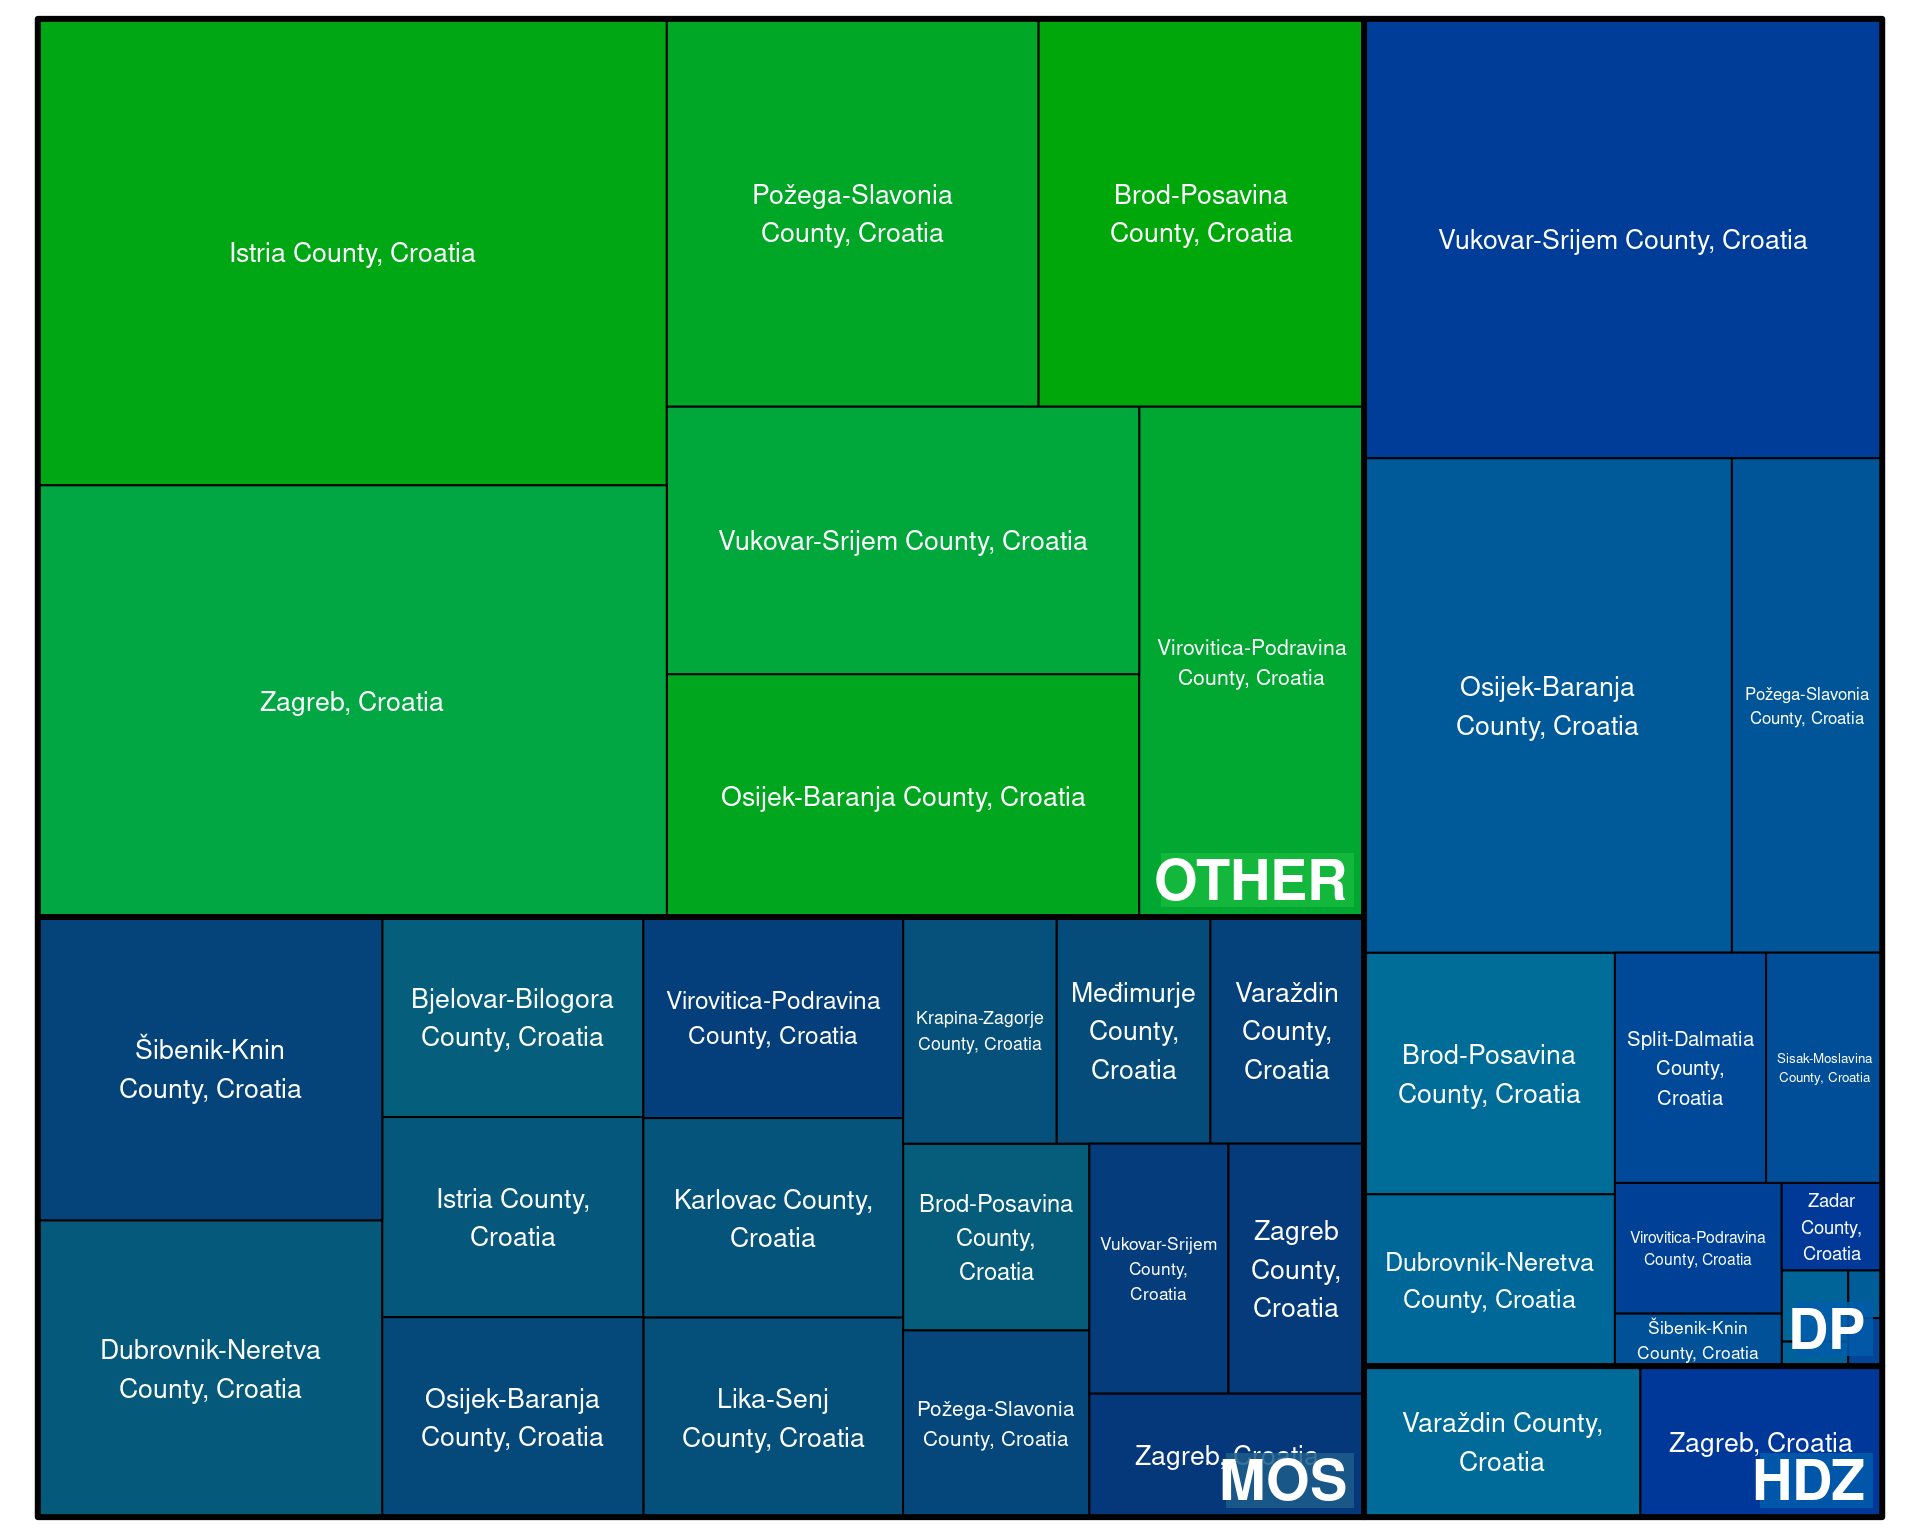 Istria County, Croatia
Požega-Slavonia
County, Croatia
Brod-Posavina
County, Croatia
Vukovar-Srijem County, Croatia
Zagreb, Croatia
Vukovar-Srijem County, Croatia
Virovitica-Podravina
County, Croatia
Osijek-Baranja County, Croatia
OTHER
Osijek-Baranja
County, Croatia
Požega-Slavonia
County, Croatia
Šibenik-Knin
County, Croatia
Dubrovnik-Neretva
County, Croatia
Bjelovar-Bilogora
County, Croatia
Istria County,
Croatia
Osijek-Baranja
County, Croatia
Virovitica-Podravina
County, Croatia
Karlovac County,
Croatia
Lika-Senj
County, Croatia
Krapina-Zagorje
County, Croatia
Međimurje
County,
Croatia
Varaždin
County,
Croatia
Brod-Posavina
County,
Croatia
Požega-Slavonia
County, Croatia
Vukovar-Srijem
County,
Croatia
Zagreb
County,
Croatia
Zagreb, Croatia
MOS
Brod-Posavina
County, Croatia
Dubrovnik-Neretva
County, Croatia
Split-Dalmatia
County,
Croatia
Sisak-Moslavina
County, Croatia
Virovitica-Podravina
County, Croatia
Zadar
County,
Croatia
Šibenik-Knin
County, Croatia
DP
Varaždin County,
Croatia
Zagreb, Croatia
HDZ